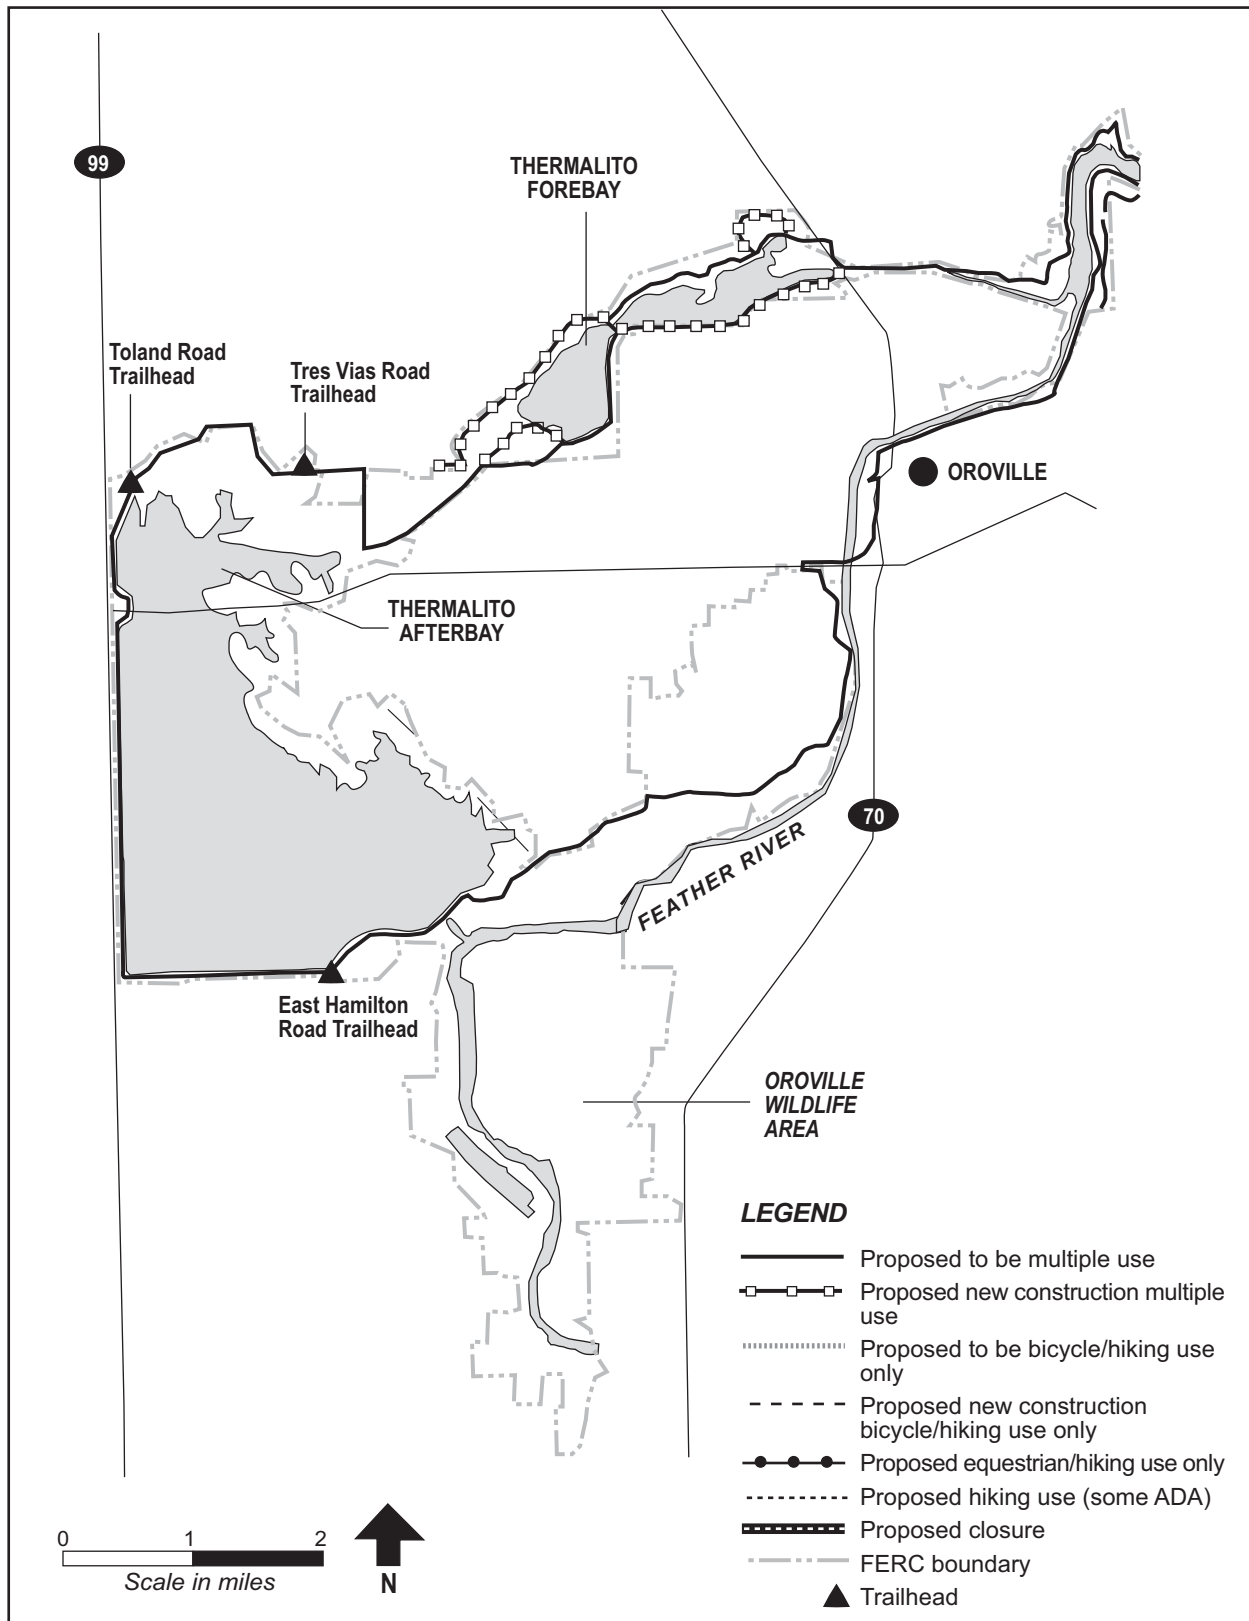 99
THERMALITO
FOREBAY
Toland Road
Trailhead
Tres Vias Road
Trailhead
OROVILLE
THERMALITO
AFTERBAY
70
FEATHER RIVER
East Hamilton
Road Trailhead
OROVILLE
WILDLIFE
AREA
LEGEND
Proposed to be multiple use
Proposed new construction multiple
use
Proposed to be bicycle/hiking use
only
Proposed new construction
bicycle/hiking use only
Proposed equestrian/hiking use only
Proposed hiking use (some ADA)
Proposed closure
FERC boundary
Trailhead
0 1 2
Scale in miles
N